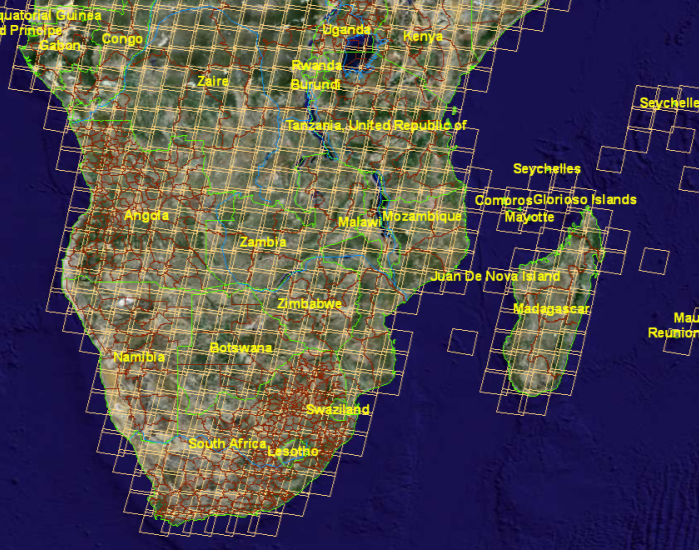 quatorial Guinea
d Principe
Gabon
Congo
Uganda
Kenya
Zaire
Rwanda
Burundi
Seychelle
Tanzania, United Republic of
Seychelles
Comoros
Glorioso Islands
Mayotte
Angola
Malawi
Mozambique
Zambia
Juan De Nova Island
Zimbabwe
Madagascar
Mau
Reunion
Botswana
Namibia
Swaziland
South Africa
Lesotho